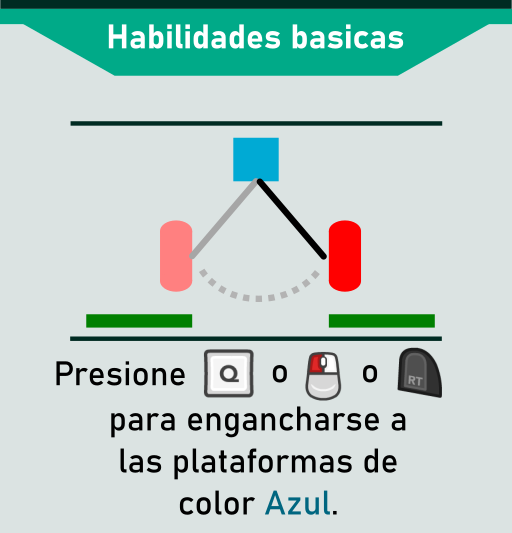 Habilidades basicas
Presione Q o o RT
para engancharse a
las plataformas de
color Azul.